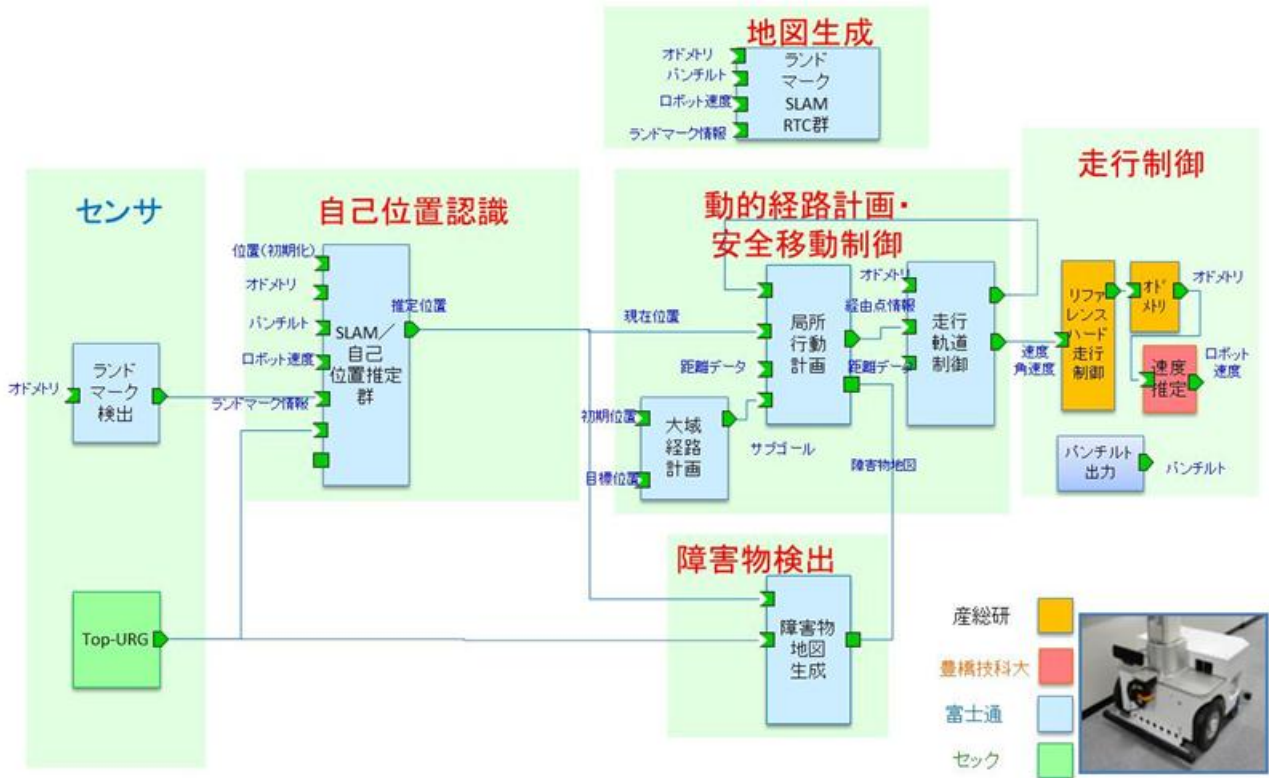 地図生成
オドメトリ
パンチルト
ロボット速度
ランドマーク情報
ランド
マーク
SLAM
RTC群
センサ
オドメトリ
ランド
マーク
検出
Top-URG
自己位置認識
位置(初期化)
オドメトリ
パンチルト
ロボット速度
ランドマーク情報
SLAM/
自己
位置推定
群
推定位置
動的経路計画・
安全移動制御
現在位置
距離データ
局所
行動
計画
初期位置
目標位置
大域
経路
計画
サブゴール
オドメトリ
経由点情報
距離データ
走行
軌道
制御
障害物地図
障害物検出
障害物
地図
生成
走行制御
速度
角速度
リファ
レンス
ハード
走行
制御
オド
メトリ
オドメトリ
速度
推定
ロボット
速度
パンチルト
出力
パンチルト
産総研
豊橋技科大
富士通
セック